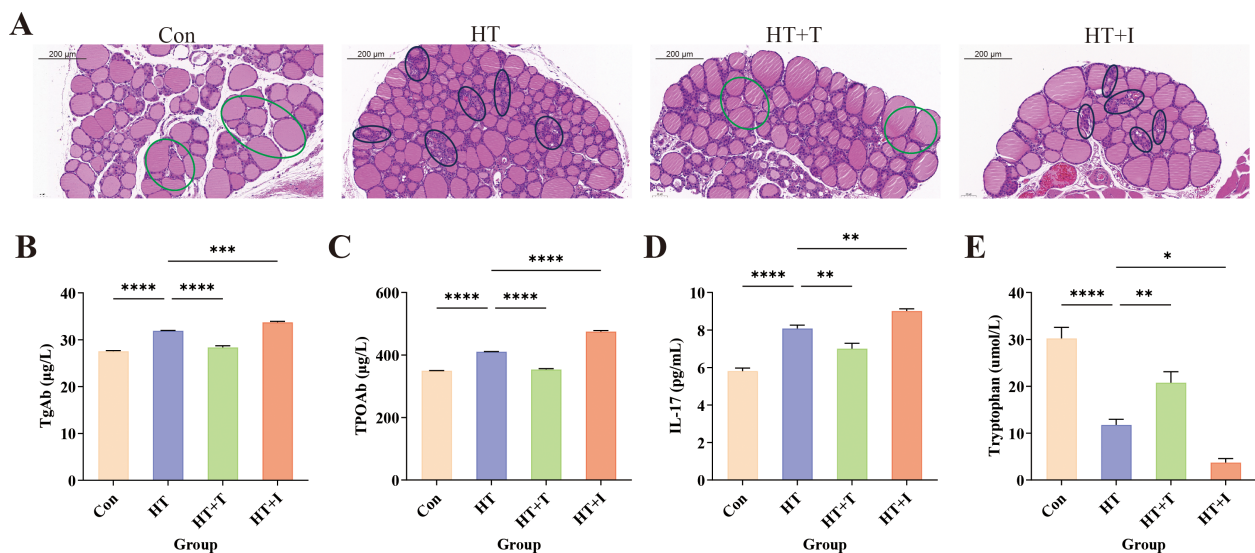 A
Con
HT
HT+T
HT+I
200 μm
200 μm
200 μm
200 μm
B
TgAb (μg/L)
40
30
20
10
0
****
****
***
Con
HT
HT+T
HT+I
Group
C
TPOAb (μg/L)
600
400
200
0
****
****
****
Con
HT
HT+T
HT+I
Group
D
IL-17 (pg/mL)
10
8
6
4
2
0
****
**
**
Con
HT
HT+T
HT+I
Group
E
Tryptophan (umol/L)
40
30
20
10
0
****
**
*
Con
HT
HT+T
HT+I
Group